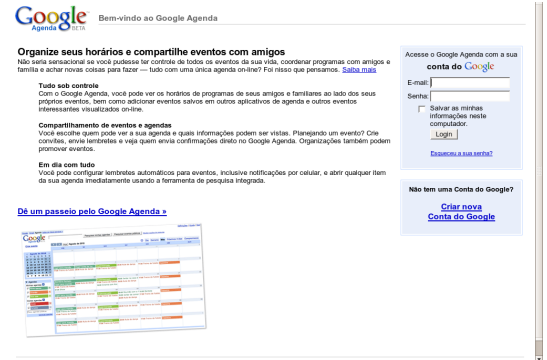 Google
Agenda BETA
Bem-vindo ao Google Agenda
Organize seus horários e compartilhe eventos com amigos
Não seria sensacional se você pudesse ter controle de todos os eventos da sua vida, coordenar programas com amigos e
família e achar novas coisas para fazer — tudo com uma única agenda on-line? Foi nisso que pensamos. Saiba mais
Tudo sob controle
Com o Google Agenda, você pode ver os horários de programas de seus amigos e familiares ao lado dos seus
próprios eventos, bem como adicionar eventos salvos em outros aplicativos de agenda e outros eventos
interessantes visualizados on-line.
Compartilhamento de eventos e agendas
Você escolhe quem pode ver a sua agenda e quais informações podem ser vistas. Planejando um evento? Crie
convites, envie lembretes e veja quem envia confirmações direto no Google Agenda. Organizações também podem
promover eventos.
Em dia com tudo
Você pode configurar lembretes automáticos para eventos, inclusive notificações por celular, e abrir qualquer item
da sua agenda imediatamente usando a ferramenta de pesquisa integrada.
Dê um passeio pelo Google Agenda »
Google
Acesse o Google Agenda com a sua
conta do Google
E-mail:
Senha:
Salvar as minhas
informações neste
computador.
Login
Esqueceu a sua senha?
Não tem uma Conta do Google?
Criar nova
Conta do Google